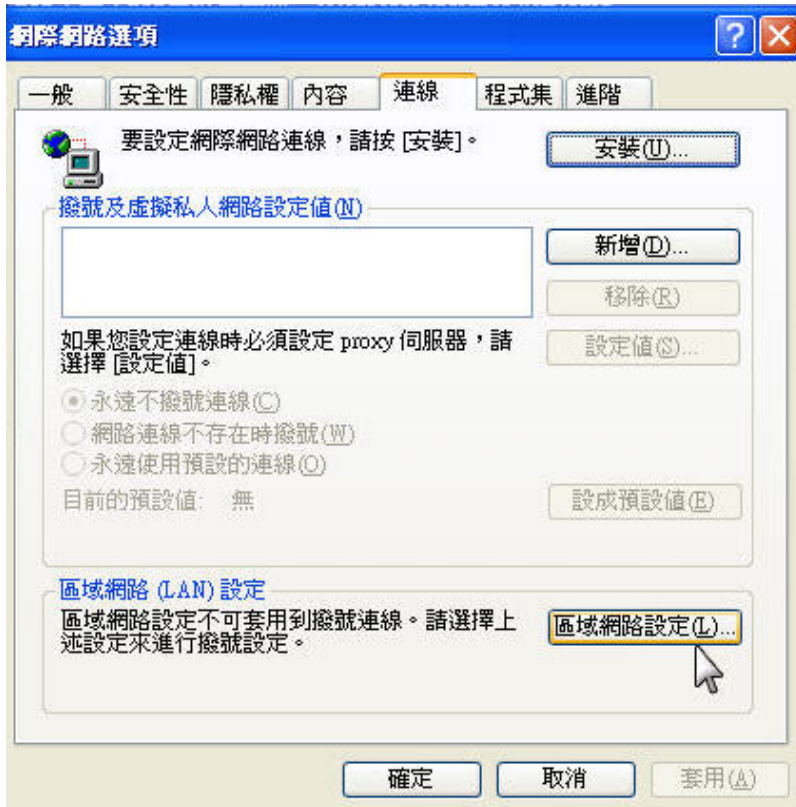 網際網路選項
一般 安全性 隱私權 內容 連線 程式集 進階
要設定網際網路連線，請按 [安裝]。
安裝(U)...
撥號及虛擬私人網路設定值(N)
新增(D)...
移除(R)
如果您設定連線時必須設定 proxy 伺服器，請
選擇 [設定值]。
設定值(S)...
永遠不撥號連線(C)
網路連線不存在時撥號(W)
永遠使用預設的連線(O)
目前的預設值: 無
設成預設值(E)
區域網路 (LAN) 設定
區域網路設定不可套用到撥號連線。請選擇上
述設定來進行撥號設定。
區域網路設定(L)...
確定 取消 套用(A)